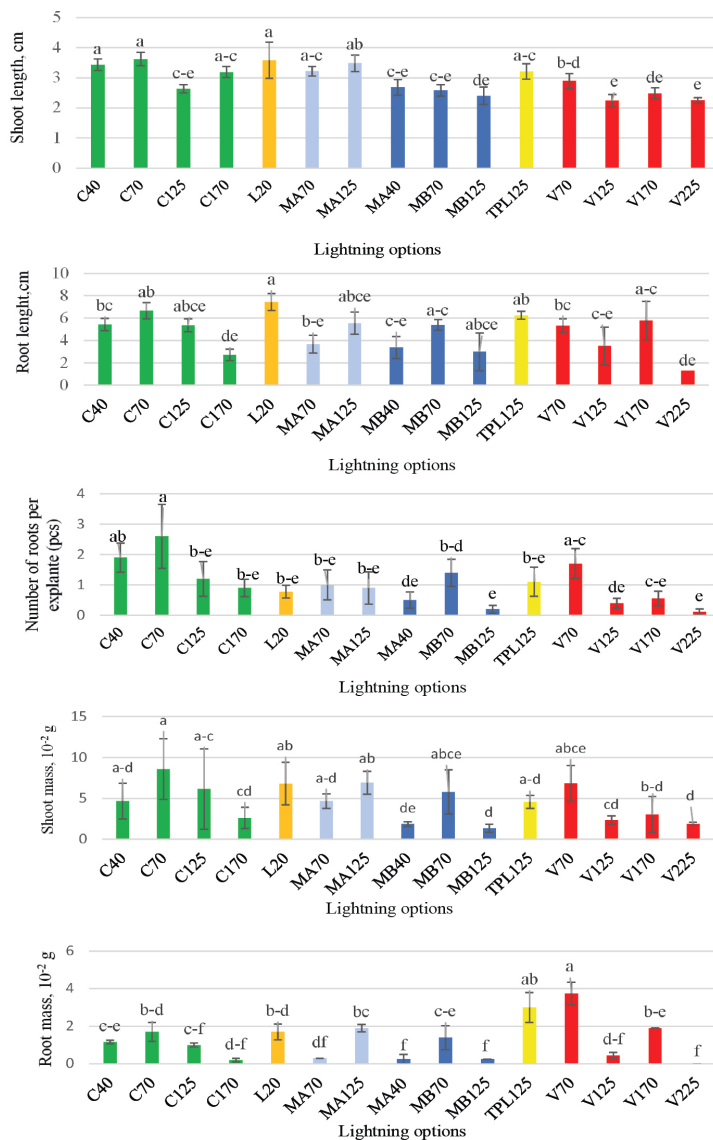 Shoot length, cm
5
4
3
2
1
0
a a c-e a-c a a-c ab c-e c-e de a-c b-d e de e
C40 C70 C125 C170 L20 MA70 MA125 MA40 MB70 MB125 TPL125 V70 V125 V170 V225
Lightning options
Root lenght,cm
10
8
6
4
2
0
bc ab abce de a b-e abce c-e a-c abce ab bc c-e a-c de
C40 C70 C125 C170 L20 MA70 MA125 MB40 MB70 MB125 TPL125 V70 V125 V170 V225
Lightning options
Number of roots per
explante (pcs)
4
3
2
1
0
ab a b-e b-e b-e b-e b-e de b-d e b-e a-c de c-e e
C40 C70 C125 C170 L20 MA70 MA125 MA40 MB70 MB125 TPL125 V70 V125 V170 V225
Lightning options
Shoot mass, 10⁻² g
15
10
5
0
a-d a a-c cd ab a-d ab de abce d a-d abce cd b-d d
C40 C70 C125 C170 L20 MA70 MA125 MB40 MB70 MB125 TPL125 V70 V125 V170 V225
Lightning options
Root mass, 10⁻² g
6
4
2
0
c-e b-d c-f d-f b-d df bc f c-e f ab a d-f b-e f
C40 C70 C125 C170 L20 MA70 MA125 MA40 MB70 MB125 TPL125 V70 V125 V170 V225
Lightning options